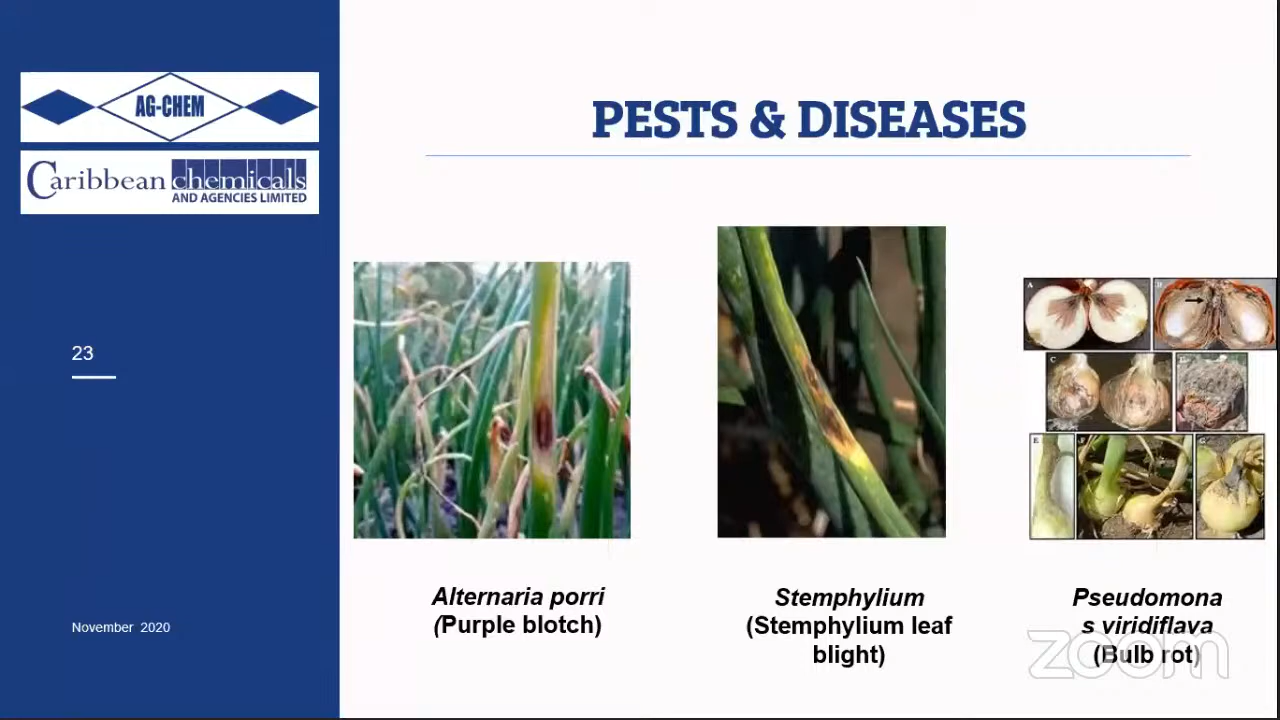 AG-CHEM
Caribbean chemicals
AND AGENCIES LIMITED
PESTS & DISEASES
23
A
B
C
E
F
G
Alternaria porri
(Purple blotch)
Stemphylium
(Stemphylium leaf
blight)
Pseudomona
s viridiflava
(Bulb rot)
November 2020
zoom